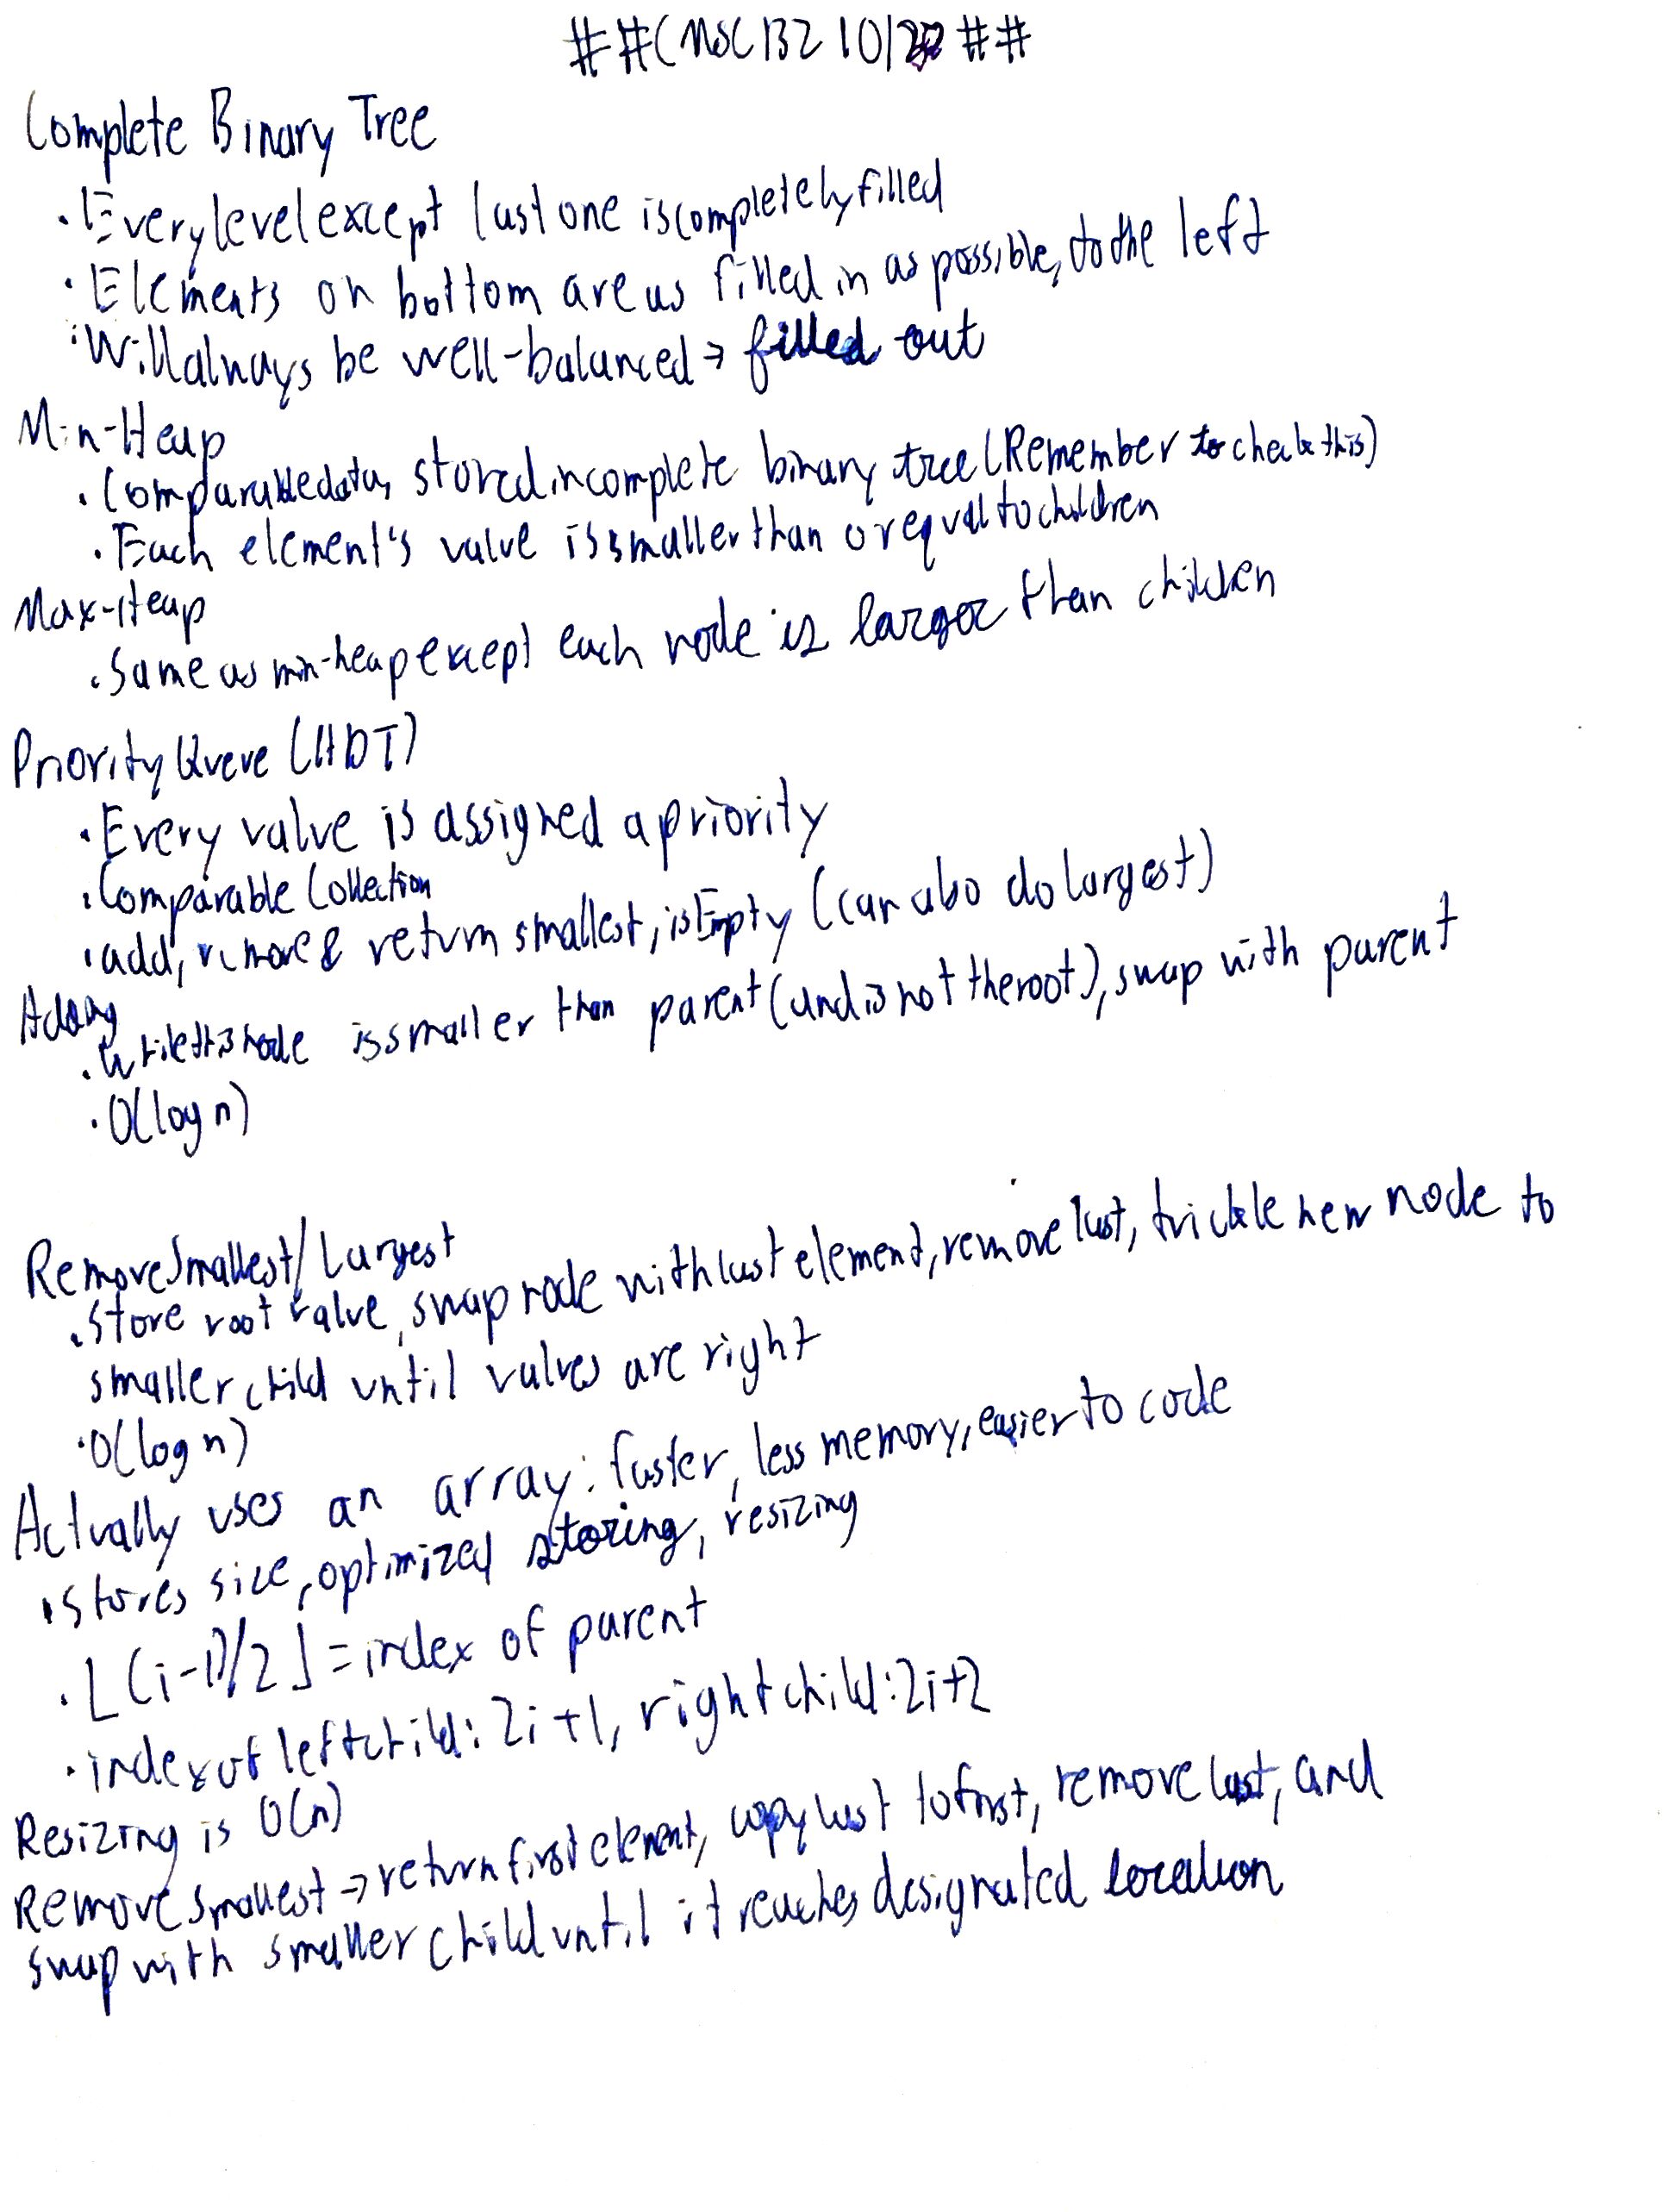 ##CMSC132 10/22##
Complete Binary Tree
· Every level except last one is completely filled
· Elements on bottom are as filled in as possible, to the left
· Will always be well-balanced → filled out
Min-Heap
· Comparable data, stored in complete binary tree (Remember to check this)
· Each element's value is smaller than or equal to children
Max-Heap
· Same as min-heap except each node is larger than children
Priority Queue (ADT)
· Every value is assigned a priority
· Comparable Collection
· add, remove & return smallest, isEmpty (can also do largest)
Adding
· While this node is smaller than parent (and is not the root), swap with parent
· O(log n)
Remove Smallest/Largest
· Store root value, swap node with last element, remove last, trickle new node to
smaller child until values are right
· O(log n)
Actually uses an array: faster, less memory, easier to code
· Stores size, optimized storing, resizing
· ⌊(i-1)/2⌋ = index of parent
· index of left child: 2i+1, right child: 2i+2
Resizing is O(n)
Remove smallest → return first element, copy last to first, remove last, and
swap with smaller child until it reaches designated location